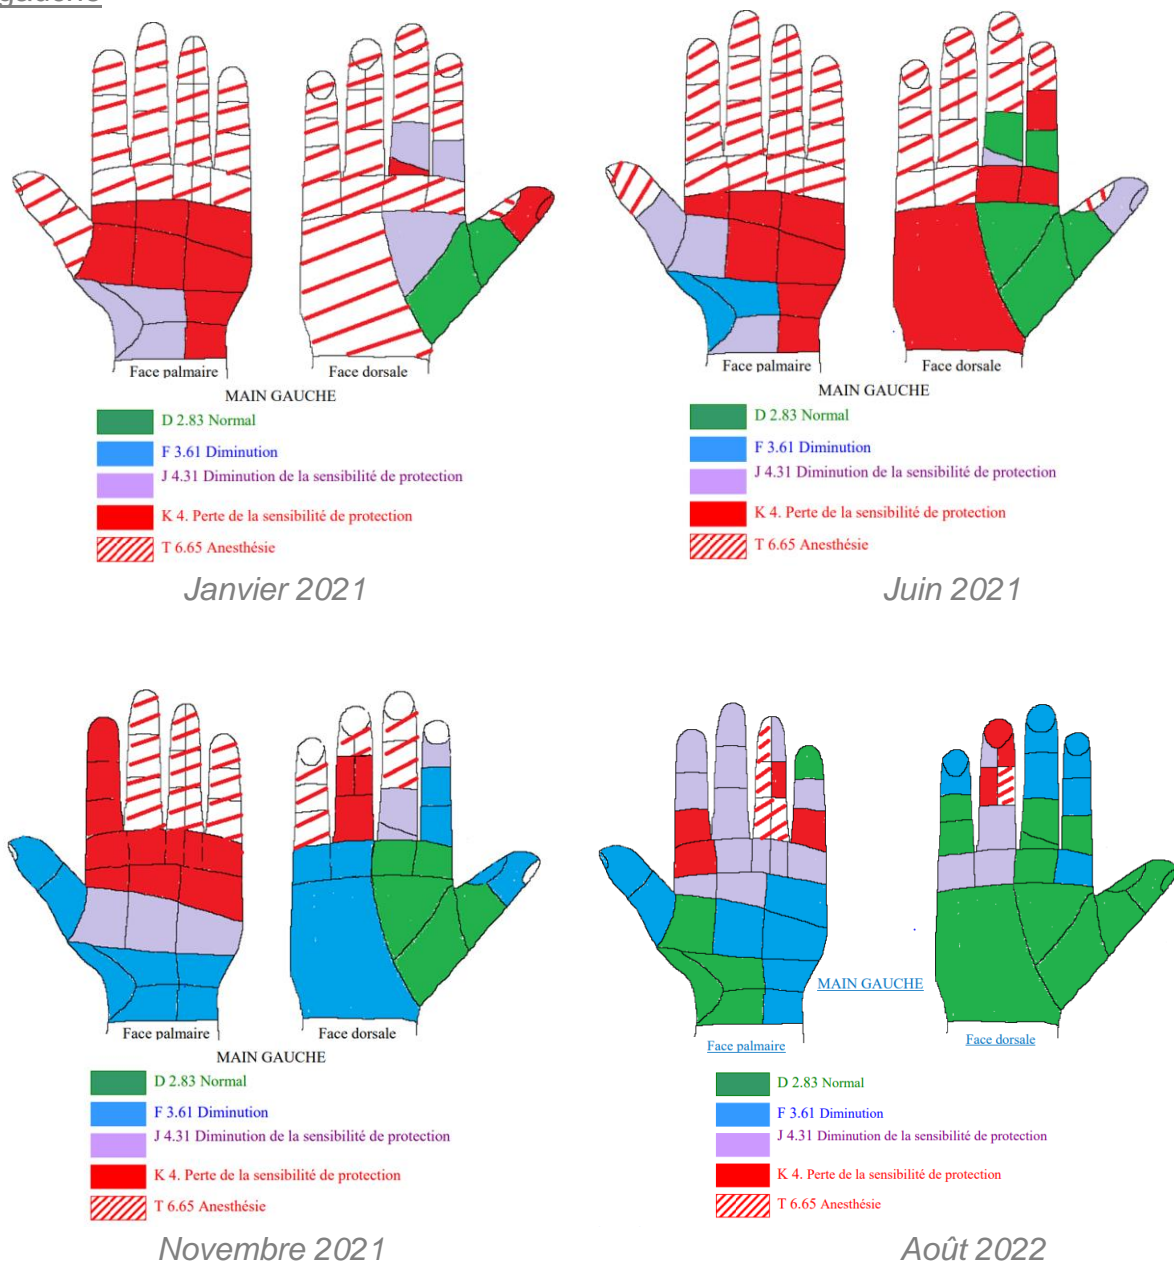 gauche
Face palmaire
Face dorsale
MAIN GAUCHE
D 2.83 Normal
F 3.61 Diminution
J 4.31 Diminution de la sensibilité de protection
K 4. Perte de la sensibilité de protection
T 6.65 Anesthésie
Janvier 2021
Face palmaire
Face dorsale
MAIN GAUCHE
D 2.83 Normal
F 3.61 Diminution
J 4.31 Diminution de la sensibilité de protection
K 4. Perte de la sensibilité de protection
T 6.65 Anesthésie
Juin 2021
Face palmaire
Face dorsale
MAIN GAUCHE
D 2.83 Normal
F 3.61 Diminution
J 4.31 Diminution de la sensibilité de protection
K 4. Perte de la sensibilité de protection
T 6.65 Anesthésie
Novembre 2021
MAIN GAUCHE
Face palmaire
Face dorsale
D 2.83 Normal
F 3.61 Diminution
J 4.31 Diminution de la sensibilité de protection
K 4. Perte de la sensibilité de protection
T 6.65 Anesthésie
Août 2022